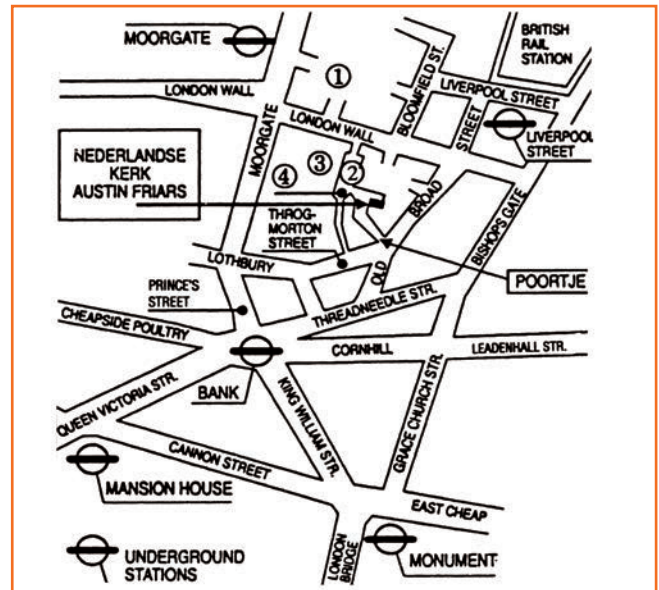 MOORGATE
BRITISH
RAIL
STATION
①
BLOOMFIELD ST.
LIVERPOOL STREET
LONDON WALL
LONDON WALL
MOORGATE
STREET
LIVERPOOL
STREET
NEDERLANDSE
KERK
AUSTIN FRIARS
③
②
④
THROG-
MORTON
STREET
BROAD
OLD
BISHOP'S GATE
LOTHBURY
POORTJE
PRINCE'S
STREET
THREADNEEDLE STR.
CHEAPSIDE POULTRY
CORNHILL
LEADENHALL STR.
BANK
QUEEN VICTORIA STR.
KING WILLIAM STR.
GRACE CHURCH STR.
CANNON STREET
MANSION HOUSE
EAST CHEAP
UNDERGROUND
STATIONS
LONDON
BRIDGE
MONUMENT